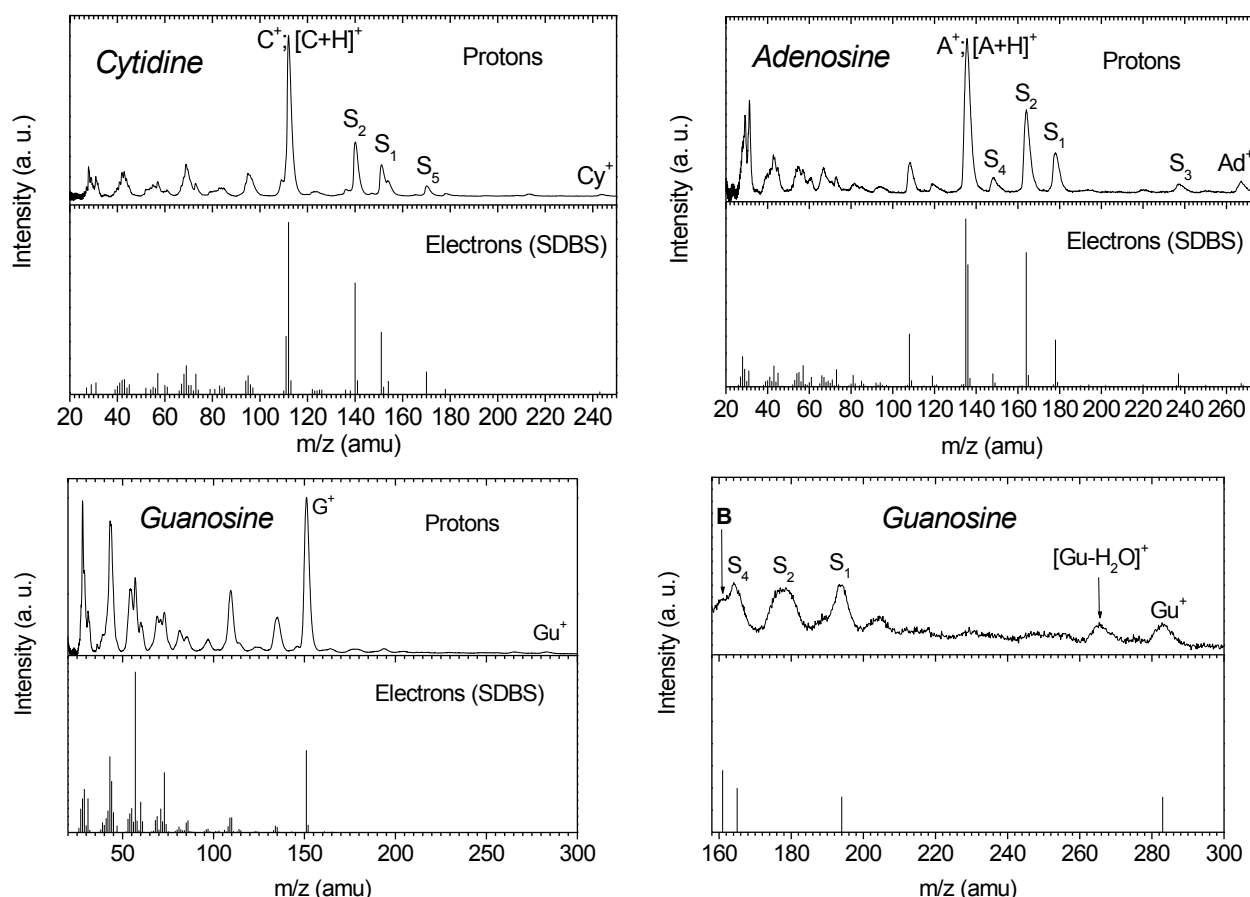 Cytidine
C⁺; [C+H]⁺
Protons
S₂
S₁
S₅
Cy⁺
Electrons (SDBS)
Intensity (a. u.)
20 40 60 80 100 120 140 160 180 200 220 240
m/z (amu)
Adenosine
A⁺; [A+H]⁺
Protons
S₂
S₁
S₄
S₃
Ad⁺
Electrons (SDBS)
Intensity (a. u.)
20 40 60 80 100 120 140 160 180 200 220 240 260
m/z (amu)
Guanosine
G⁺
Protons
Gu⁺
Electrons (SDBS)
Intensity (a. u.)
50 100 150 200 250 300
m/z (amu)
Guanosine
B
S₄
S₂
S₁
[Gu-H₂O]⁺
Gu⁺
Intensity (a. u.)
160 180 200 220 240 260 280 300
m/z (amu)